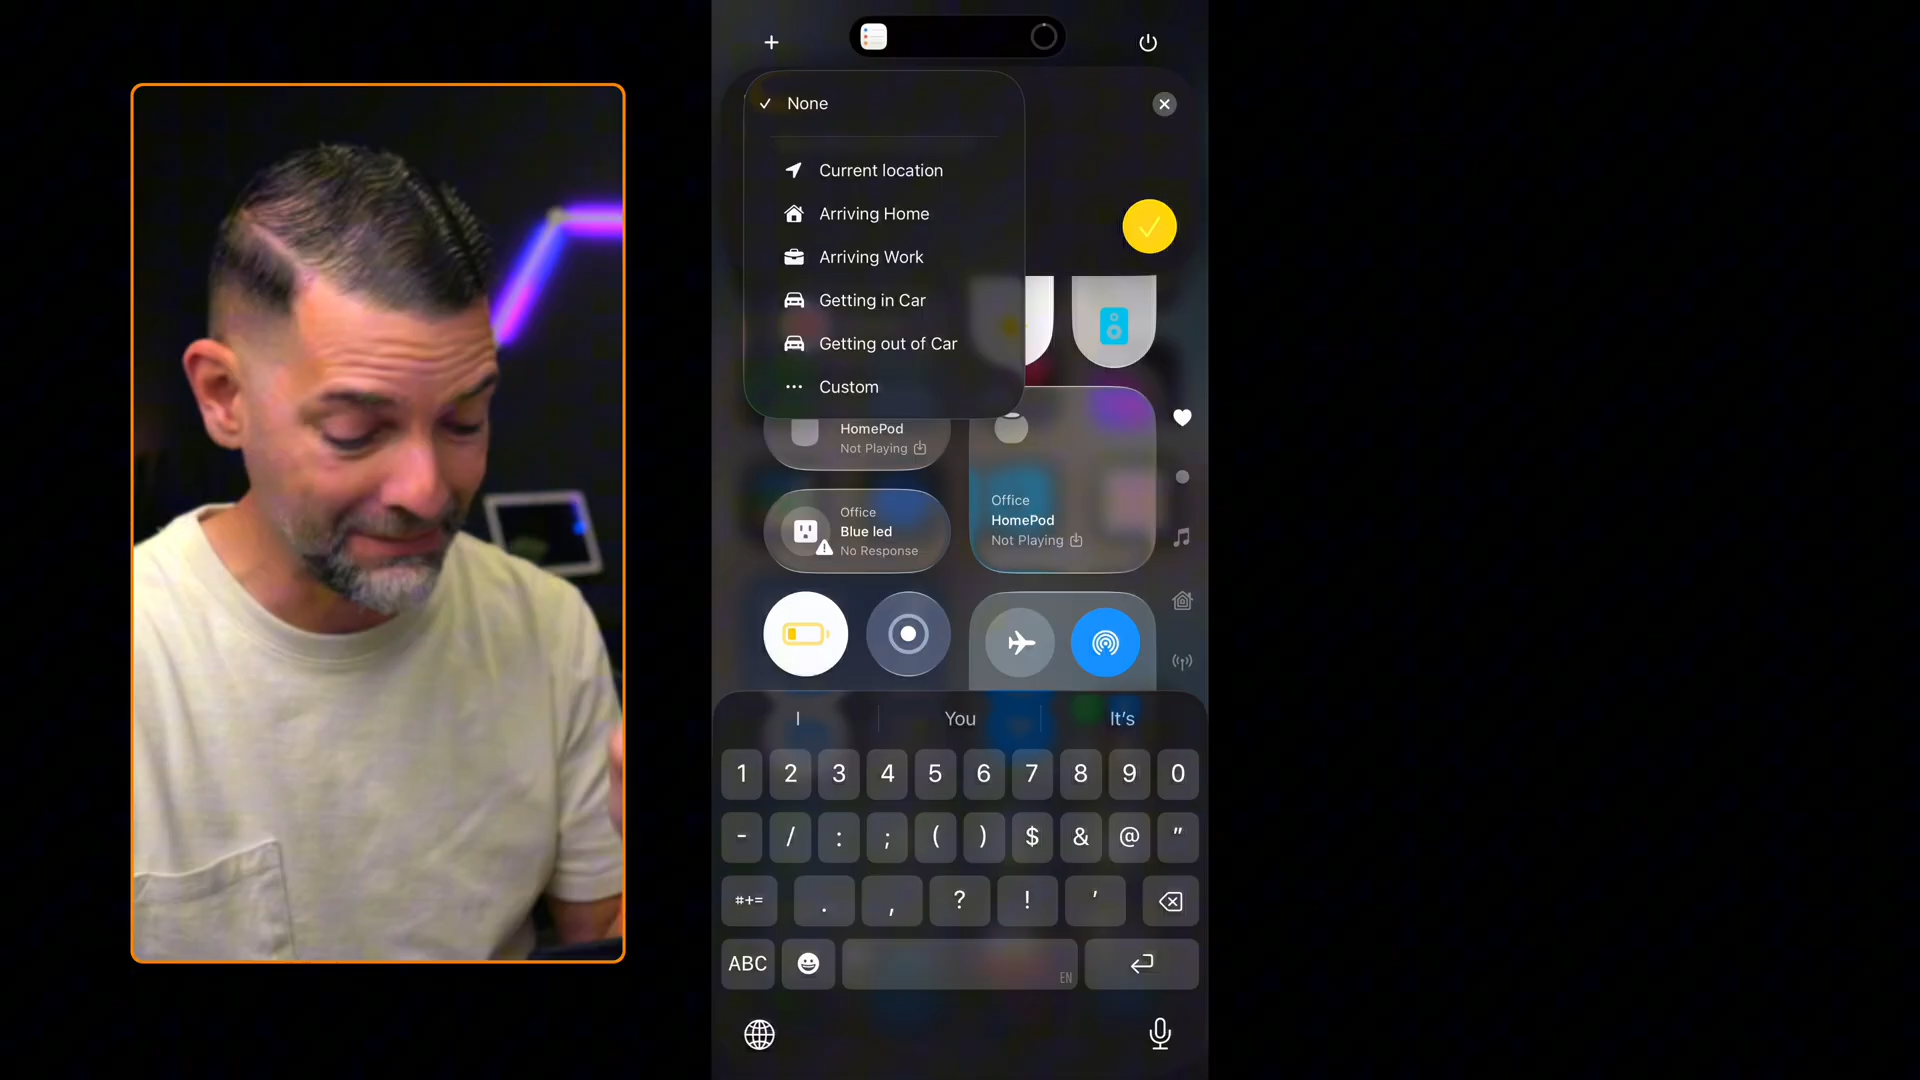 None
Current location
Arriving Home
Arriving Work
Getting in Car
Getting out of Car
Custom
HomePod
Not Playing
Office
HomePod
Not Playing
Office
Blue led
No Response
I You It's
1 2 3 4 5 6 7 8 9 0
- / : ; ( ) $ & @ "
#+= . , ? ! '
ABC
EN